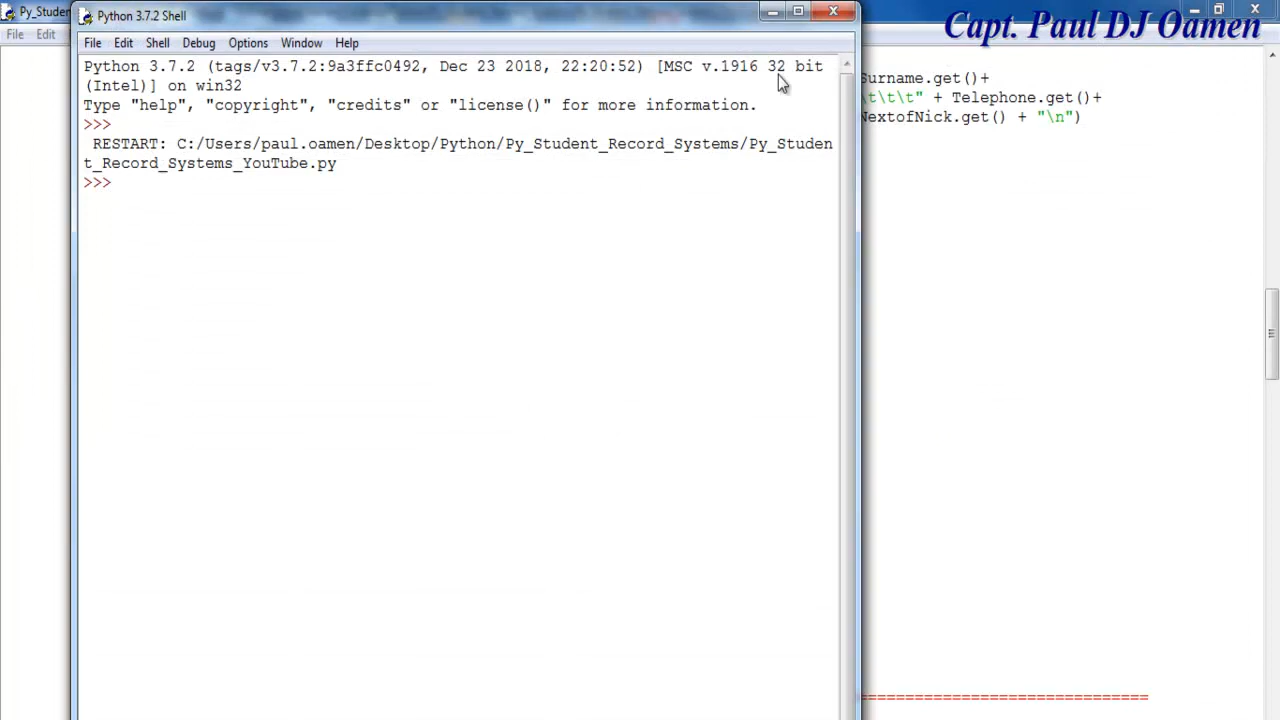 Py_Studen
Python 3.7.2 Shell
Capt. Paul DJ Oamen
File Edit
File Edit Shell Debug Options Window Help
Python 3.7.2 (tags/v3.7.2:9a3ffc0492, Dec 23 2018, 22:20:52) [MSC v.1916 32 bit
(Intel)] on win32
Type "help", "copyright", "credits" or "license()" for more information.
>>>
RESTART: C:/Users/paul.oamen/Desktop/Python/Py_Student_Record_Systems/Py_Studen
t_Record_Systems_YouTube.py
>>>
Surname.get()+
\t\t\t" + Telephone.get()+
NextofNick.get() + "\n")
==============================